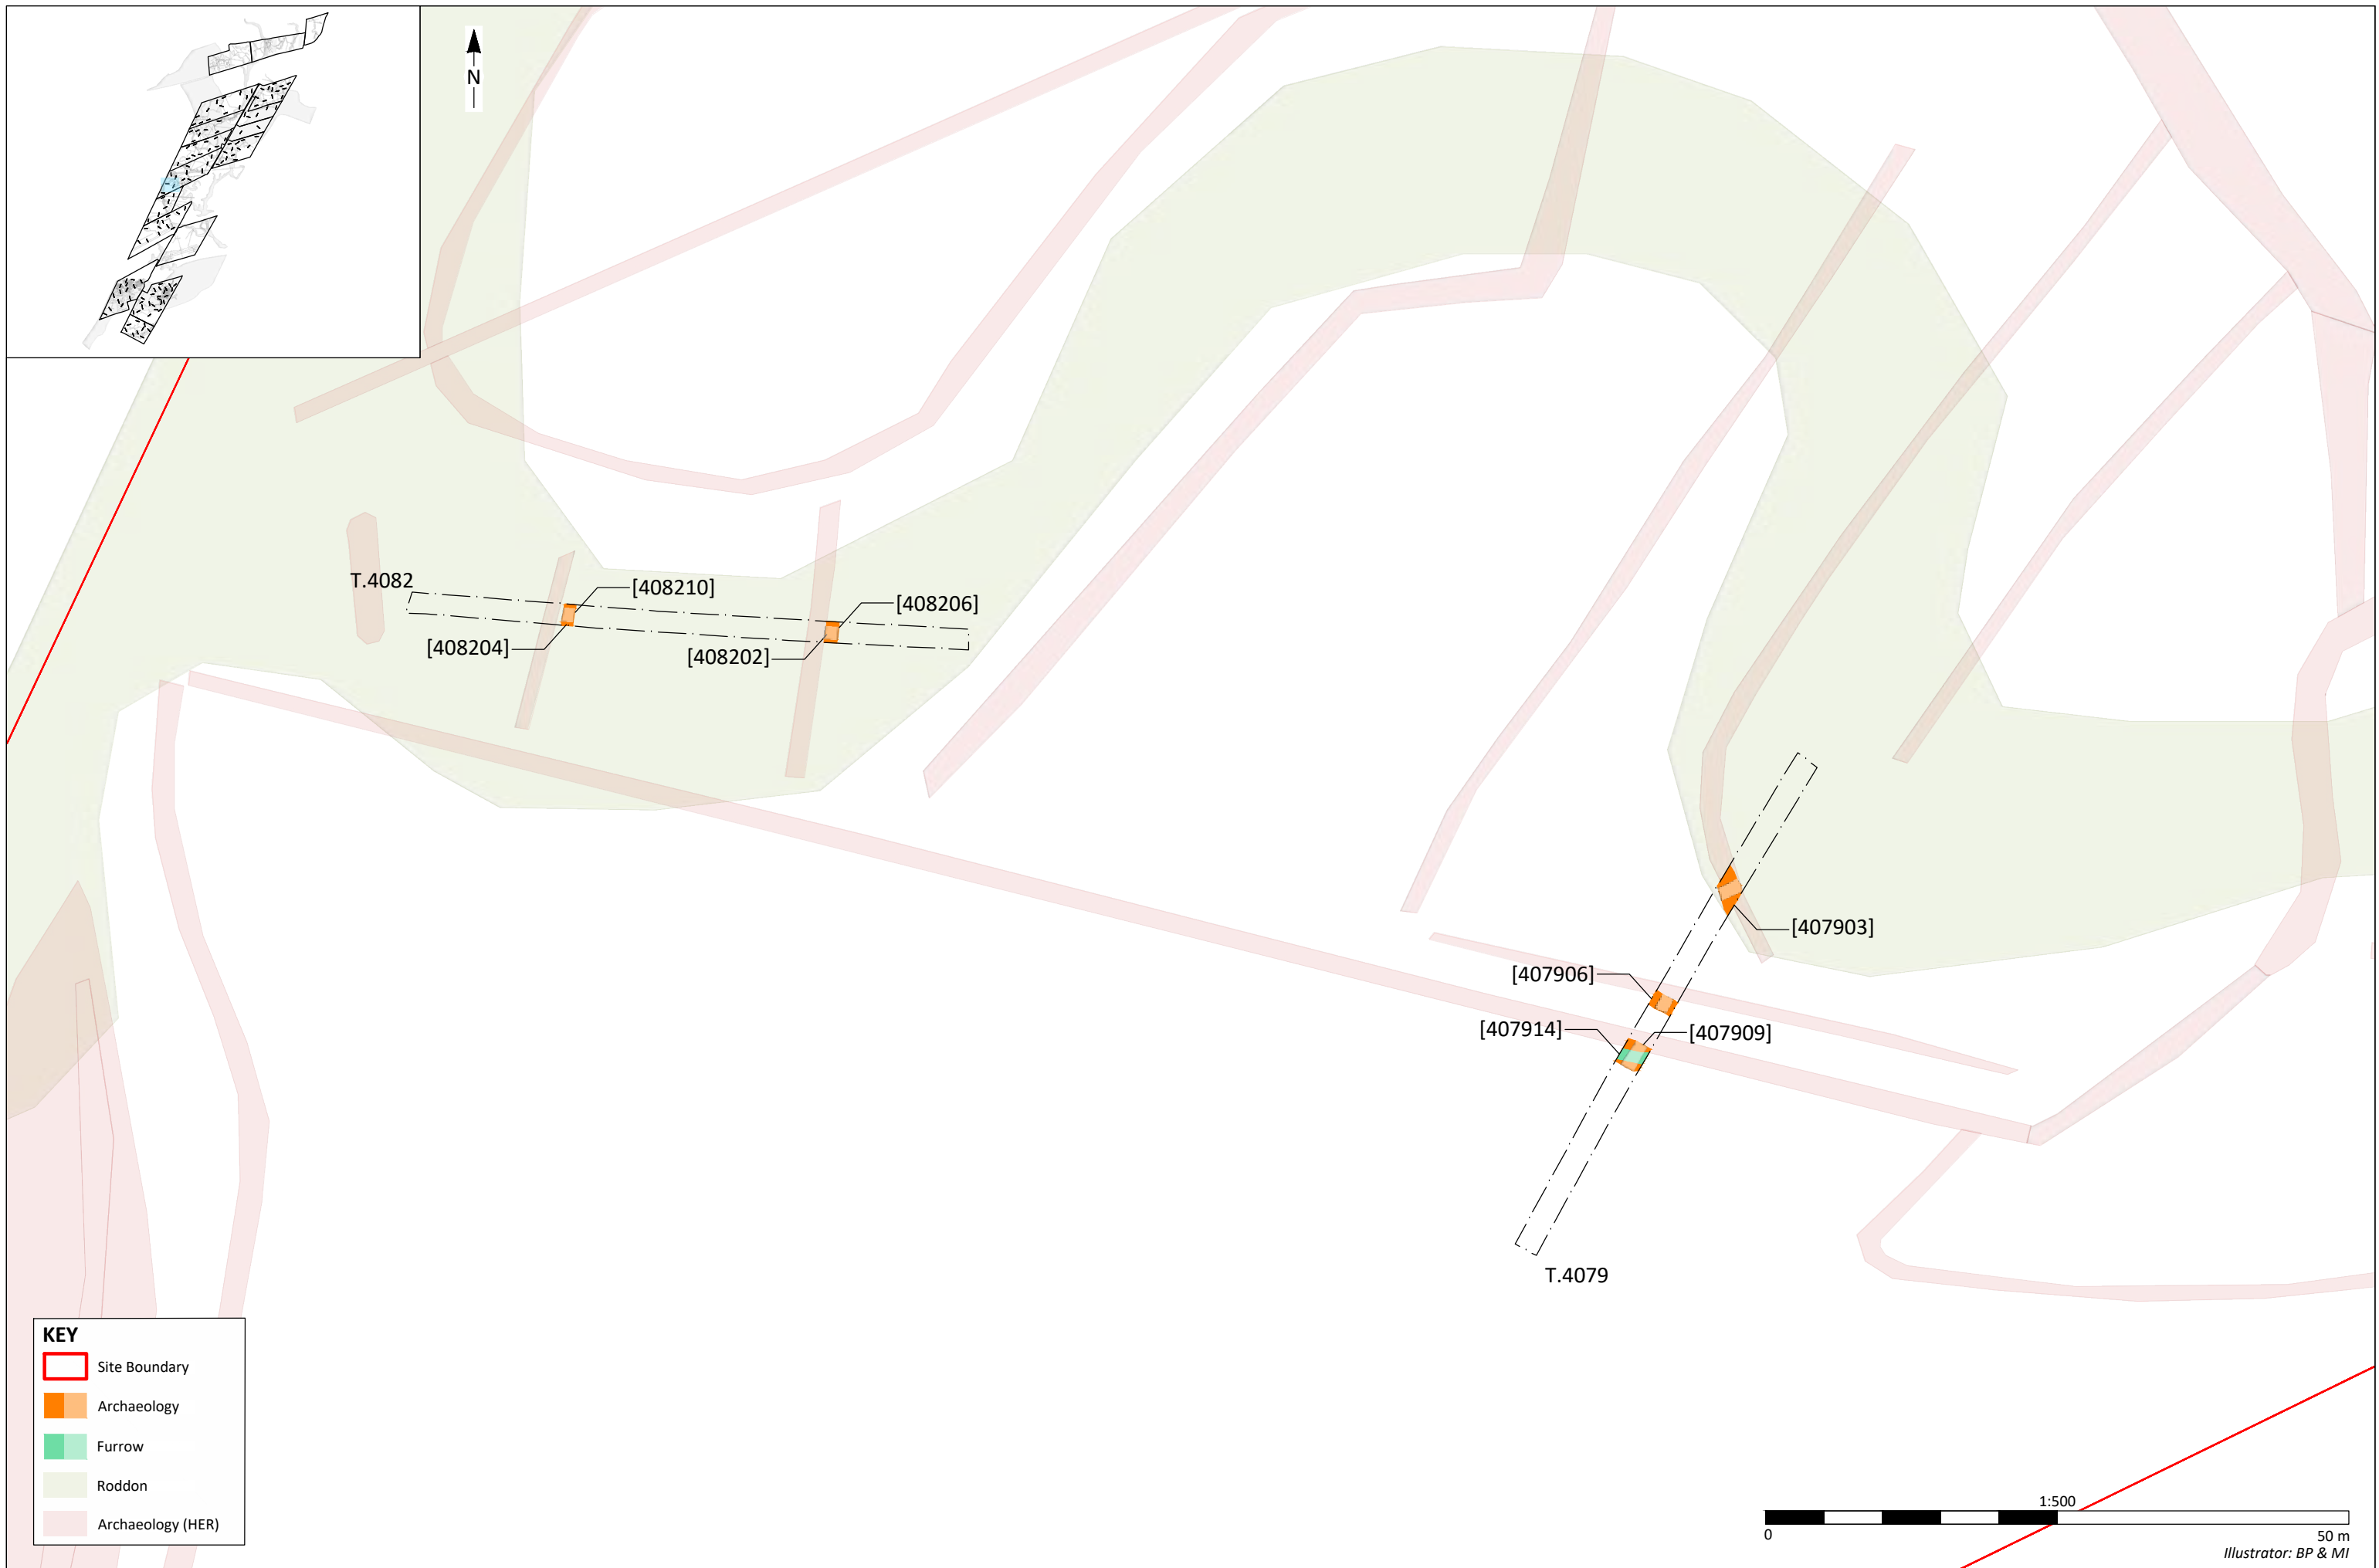 N
T.4082
[408210]
[408206]
[408204]
[408202]
[407903]
[407906]
[407914]
[407909]
T.4079
KEY
Site Boundary
Archaeology
Furrow
Roddon
Archaeology (HER)
1:500
0
50 m
Illustrator: BP & MI